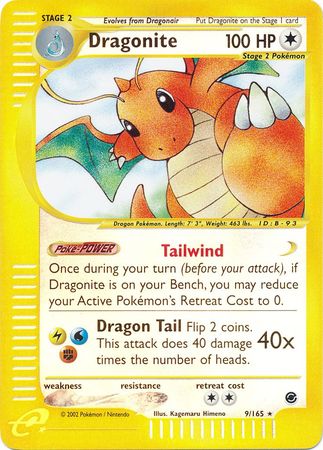 STAGE 2
Evolves from Dragonair
Put Dragonite on the Stage 1 card
Dragonite
100 HP
Stage 2 Pokémon
Dragon Pokémon. Length: 7' 3", Weight: 463 lbs. ID: B-93
Poké-POWER
Tailwind
Once during your turn (before your attack), if
Dragonite is on your Bench, you may reduce
your Active Pokémon's Retreat Cost to 0.
Dragon Tail Flip 2 coins.
This attack does 40 damage
times the number of heads.
40x
weakness resistance retreat cost
© 2002 Pokémon / Nintendo
Illus. Kagemaru Himeno
9/165 ★
e